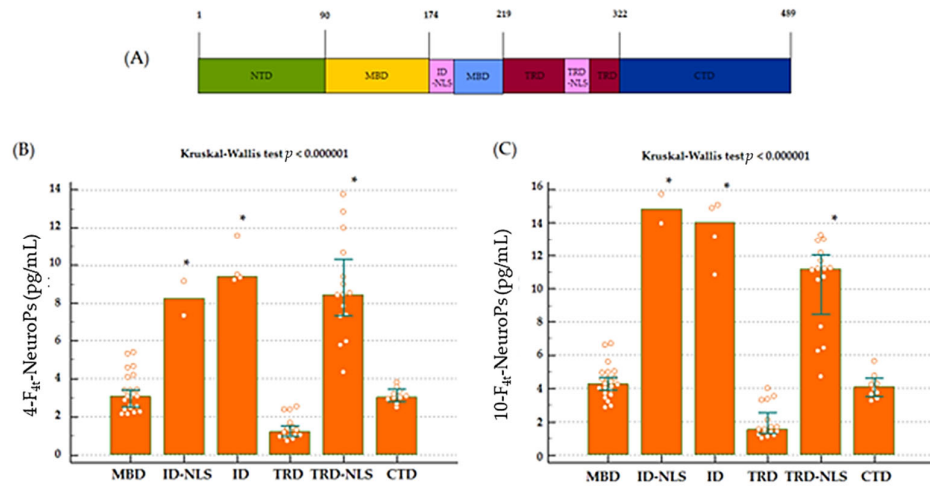 1 90 174 219 322 489
(A)
NTD MBD ID -NLS MBD TRD TRD -NLS TRD CTD
(B)
Kruskal-Wallis test p < 0.000001
4-F4t-NeuroPs (pg/mL)
14
12
10
8
6
4
2
0
* * * 
MBD ID-NLS ID TRD TRD-NLS CTD
(C)
Kruskal-Wallis test p < 0.000001
10-F4t-NeuroPs (pg/mL)
16
14
12
10
8
6
4
2
0
* * *
MBD ID-NLS ID TRD TRD-NLS CTD